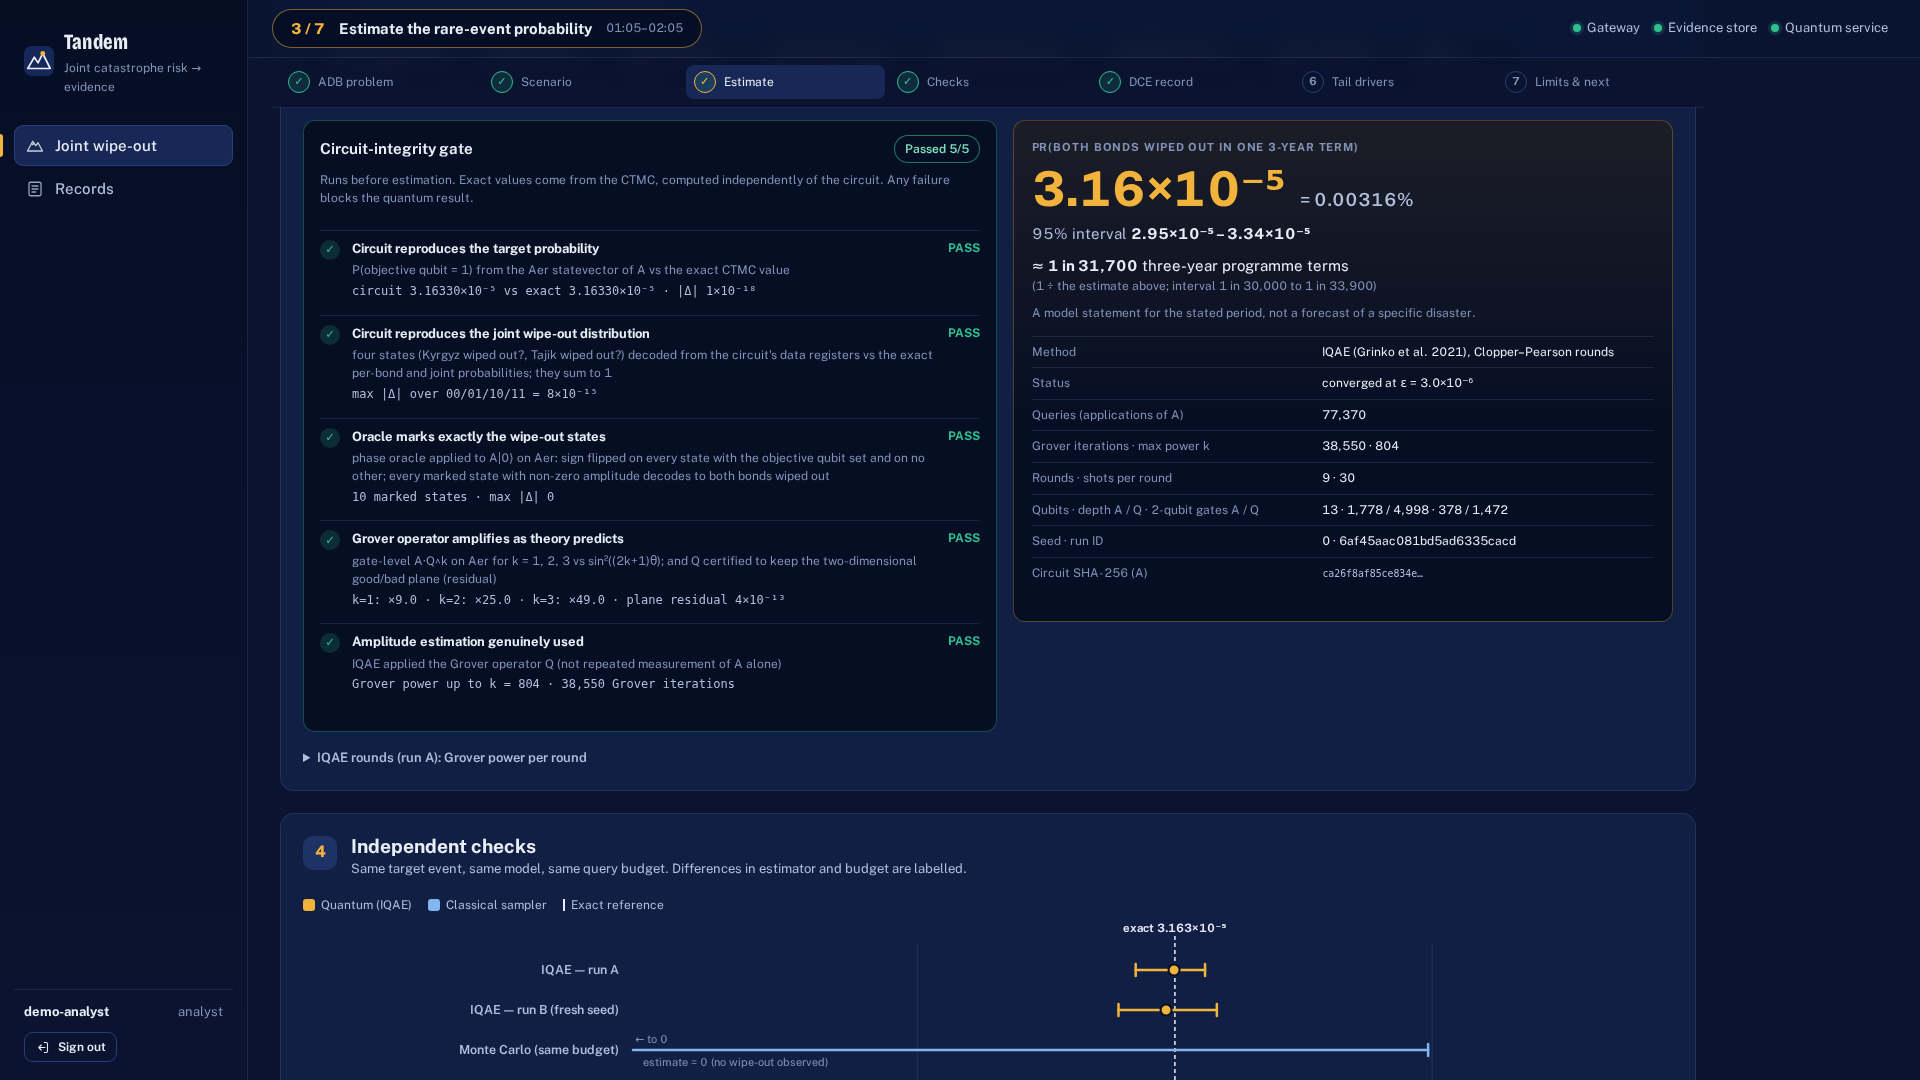 Tandem
Joint catastrophe risk →
evidence
Joint wipe-out
Records
demo-analyst
analyst
Sign out
3 / 7 Estimate the rare-event probability 01:05–02:05
Gateway Evidence store Quantum service
✓ ADB problem
✓ Scenario
✓ Estimate
✓ Checks
✓ DCE record
6 Tail drivers
7 Limits & next
Circuit-integrity gate
Passed 5/5
Runs before estimation. Exact values come from the CTMC, computed independently of the circuit. Any failure
blocks the quantum result.
✓ Circuit reproduces the target probability PASS
P(objective qubit = 1) from the Aer statevector of A vs the exact CTMC value
circuit 3.16330×10⁻⁵ vs exact 3.16330×10⁻⁵ · |Δ| 1×10⁻¹⁸
✓ Circuit reproduces the joint wipe-out distribution PASS
four states (Kyrgyz wiped out?, Tajik wiped out?) decoded from the circuit's data registers vs the exact
per-bond and joint probabilities; they sum to 1
max |Δ| over 00/01/10/11 = 8×10⁻¹⁵
✓ Oracle marks exactly the wipe-out states PASS
phase oracle applied to A|0⟩ on Aer: sign flipped on every state with the objective qubit set and on no
other; every marked state with non-zero amplitude decodes to both bonds wiped out
10 marked states · max |Δ| 0
✓ Grover operator amplifies as theory predicts PASS
gate-level A·Q^k on Aer for k = 1, 2, 3 vs sin²((2k+1)θ); and Q certified to keep the two-dimensional
good/bad plane (residual)
k=1: ×9.0 · k=2: ×25.0 · k=3: ×49.0 · plane residual 4×10⁻¹³
✓ Amplitude estimation genuinely used PASS
IQAE applied the Grover operator Q (not repeated measurement of A alone)
Grover power up to k = 804 · 38,550 Grover iterations
PR(BOTH BONDS WIPED OUT IN ONE 3-YEAR TERM)
3.16×10⁻⁵ = 0.00316%
95% interval 2.95×10⁻⁵ – 3.34×10⁻⁵
≈ 1 in 31,700 three-year programme terms
(1 ÷ the estimate above; interval 1 in 30,000 to 1 in 33,900)
A model statement for the stated period, not a forecast of a specific disaster.
Method IQAE (Grinko et al. 2021), Clopper–Pearson rounds
Status converged at ε = 3.0×10⁻⁶
Queries (applications of A) 77,370
Grover iterations · max power k 38,550 · 804
Rounds · shots per round 9 · 30
Qubits · depth A / Q · 2-qubit gates A / Q 13 · 1,778 / 4,998 · 378 / 1,472
Seed · run ID 0 · 6af45aac081bd5ad6335cacd
Circuit SHA-256 (A) ca26f8af85ce834e…
▶ IQAE rounds (run A): Grover power per round
4 Independent checks
Same target event, same model, same query budget. Differences in estimator and budget are labelled.
Quantum (IQAE) Classical sampler Exact reference
exact 3.163×10⁻⁵
IQAE — run A
IQAE — run B (fresh seed)
← to 0
Monte Carlo (same budget)
estimate = 0 (no wipe-out observed)